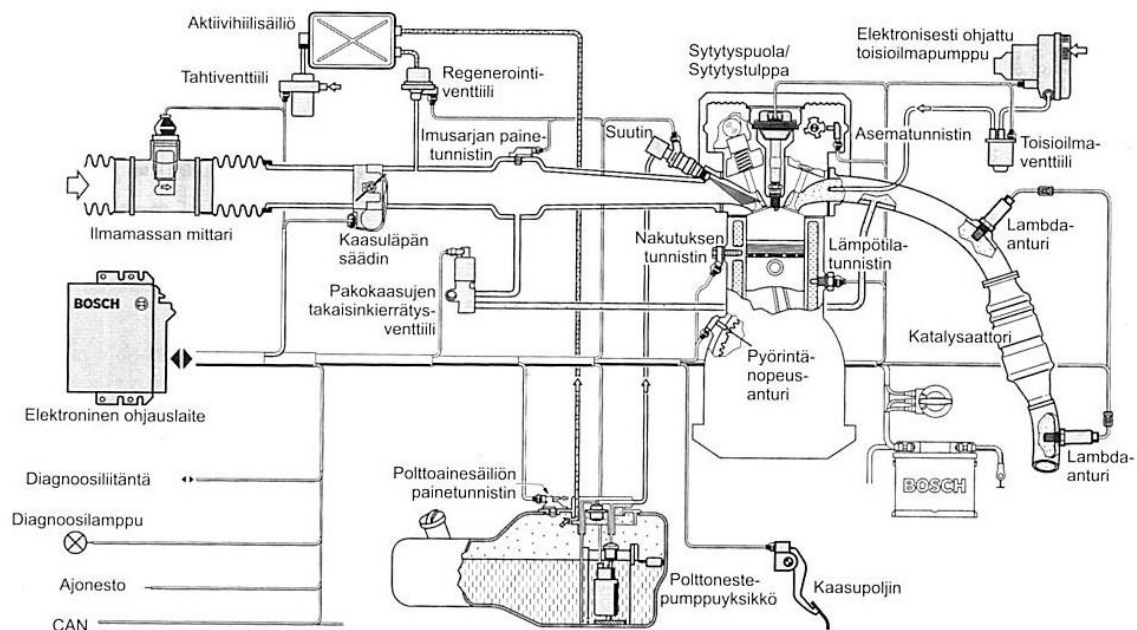 Aktiivihiilisäiliö
Tahtiventtiili
Regenerointi-
venttiili
Imusarjan paine-
tunnistin
Sytytyspuola/
Sytytystulppa
Suutin
Elektronisesti ohjattu
toisioilmapumppu
Asematunnistin
Toisioilma-
venttiili
Ilmamassan mittari
Kaasuläpän
säädin
Nakutuksen
tunnistin
Lämpötila-
tunnistin
Lambda-
anturi
BOSCH
Pakokaasujen
takaisinkierrätys-
venttiili
Katalysaattori
Pyörintä-
nopeus-
anturi
Elektroninen ohjauslaite
Lambda-
anturi
BOSCH
Diagnoosiliitäntä
Polttoainesäiliön
painetunnistin
Diagnoosilamppu
Ajonesto
Polttoneste-
pumppuyksikkö
Kaasupoljin
CAN